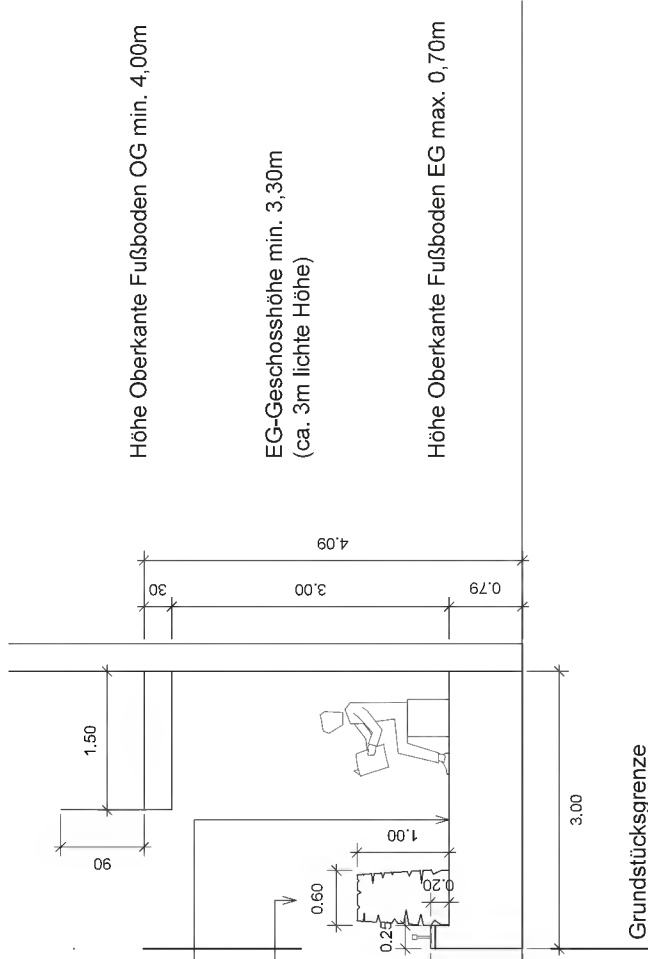 Höhe Oberkante Fußboden OG min. 4,00m
EG-Geschosshöhe min. 3,30m
(ca. 3m lichte Höhe)
Höhe Oberkante Fußboden EG max. 0,70m
1.50
90
30
3.00
0.79
4.09
1.00
0.60
0.20
0.25
3.00
Grundstücksgrenze